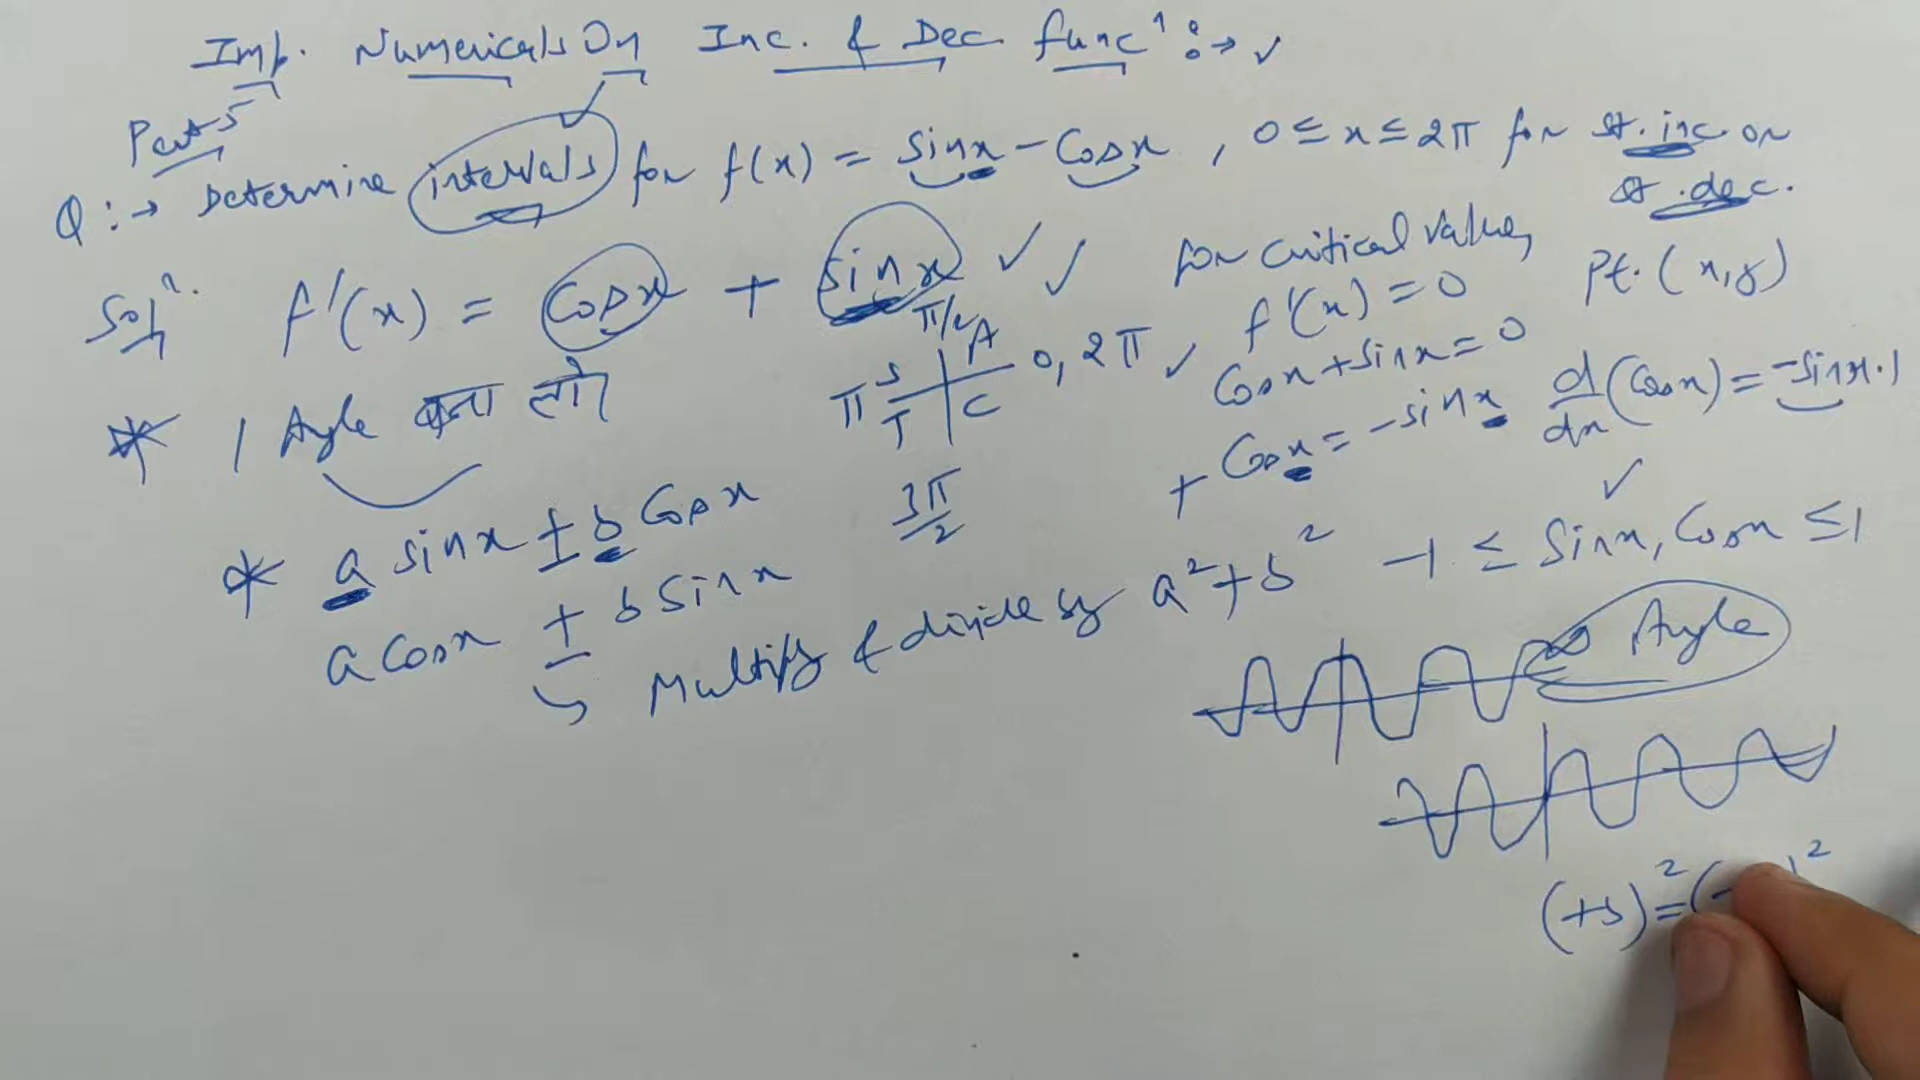 Imp. Numericals On Inc. & Dec. funcⁿ :→ ✓
Part 5
Q:→ Determine intervals for f(x) = sinx - Cosx , 0 ≤ x ≤ 2π for st. inc or
st. dec.
Solⁿ. f'(x) = Cosx + sinx ✓ ✓
for critical values
Pt. (x,y)
f'(x) = 0
Cosx + sinx = 0
+ Cosx = -sinx
d/dx (Cosx) = -sinx.1
π/2
S A
π 0, 2π ✓
T C
3π/2
* 1 Angle बना लो
* a sinx ± b Cosx
a Cosx ± b sinx
↳ Multiply & divide by a² + b²
-1 ≤ Sinx, Cosx ≤ 1
∞ Angle
(+5)² = ( )²